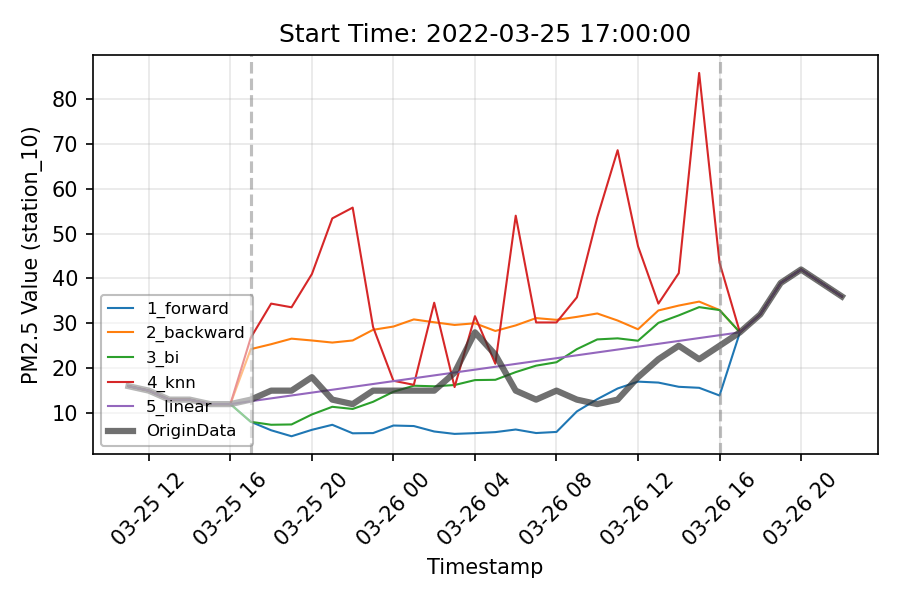 Start Time: 2022-03-25 17:00:00
PM2.5 Value (station_10)
80
70
60
50
40
30
20
10
1_forward
2_backward
3_bi
4_knn
5_linear
OriginData
03-25 12
03-25 16
03-25 20
03-26 00
03-26 04
03-26 08
03-26 12
03-26 16
03-26 20
Timestamp